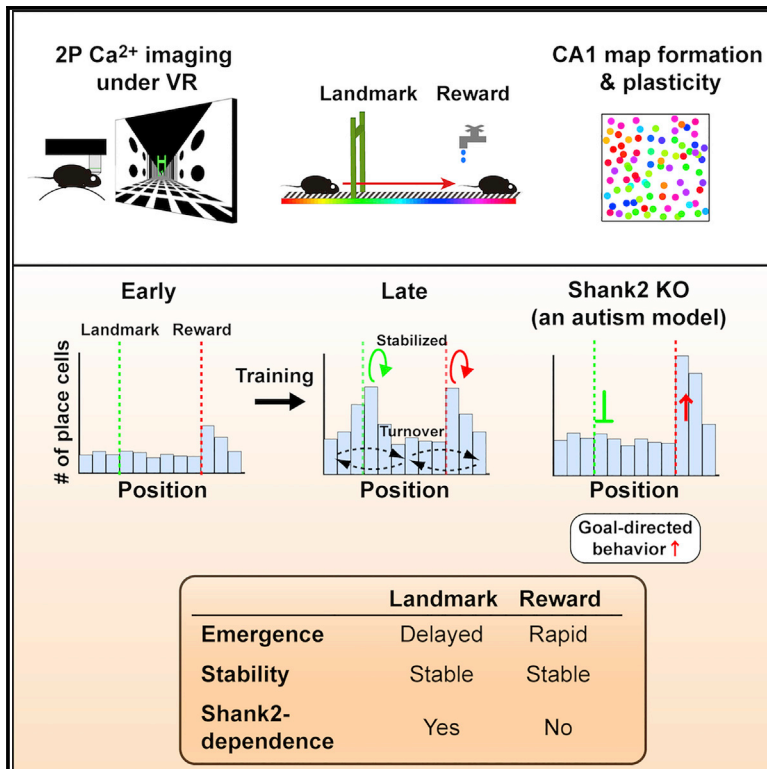 2P Ca²⁺ imaging
under VR
Landmark Reward
CA1 map formation
& plasticity
Early
Landmark Reward
# of place cells
Position
Training
Late
Stabilized
Turnover
Position
Shank2 KO
(an autism model)
Position
Goal-directed
behavior ↑
Landmark Reward
Emergence Delayed Rapid
Stability Stable Stable
Shank2-
dependence Yes No